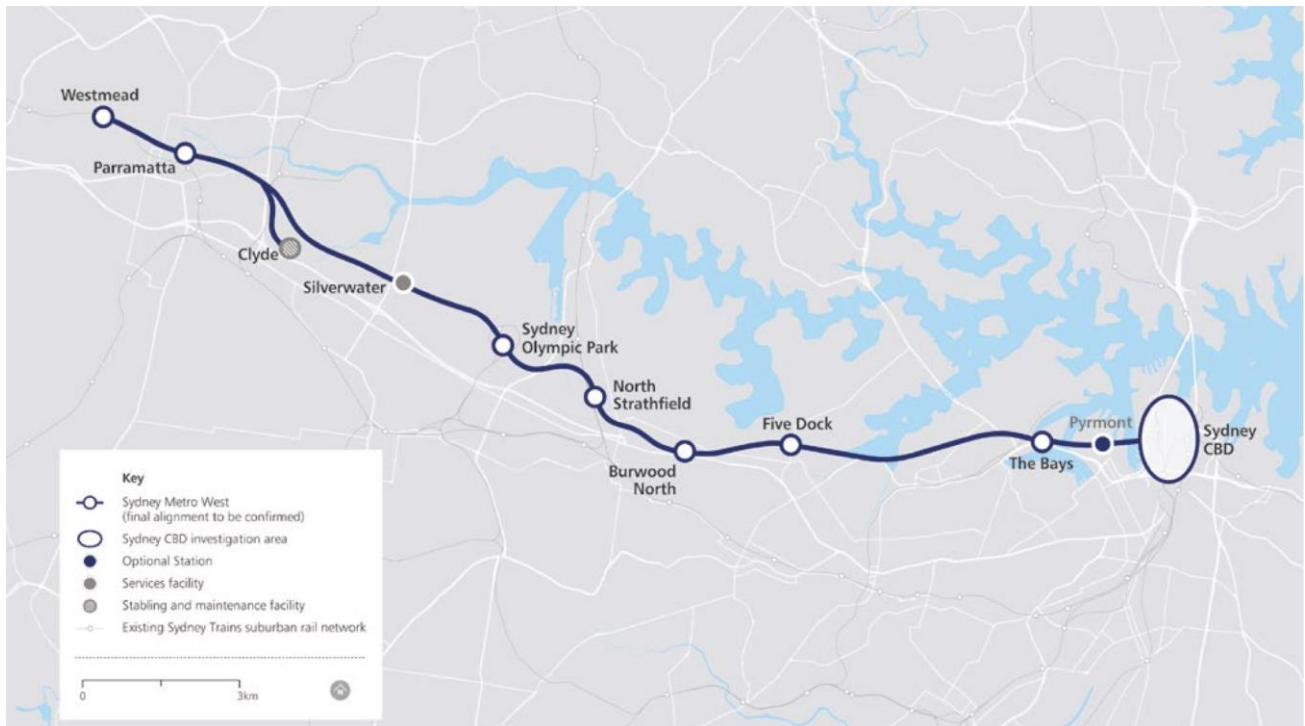 Westmead
Parramatta
Clyde
Silverwater
Sydney
Olympic Park
North
Strathfield
Burwood
North
Five Dock
The Bays
Pyrmont
Sydney
CBD
Key
Sydney Metro West
(final alignment to be confirmed)
Sydney CBD investigation area
Optional Station
Services facility
Stabling and maintenance facility
Existing Sydney Trains suburban rail network
0
3km